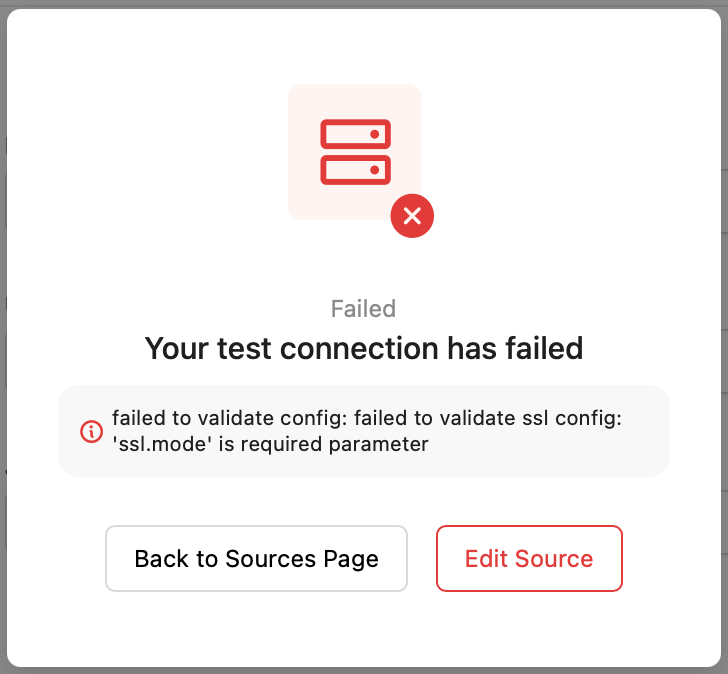 Failed
Your test connection has failed
failed to validate config: failed to validate ssl config:
'ssl.mode' is required parameter
Back to Sources Page
Edit Source